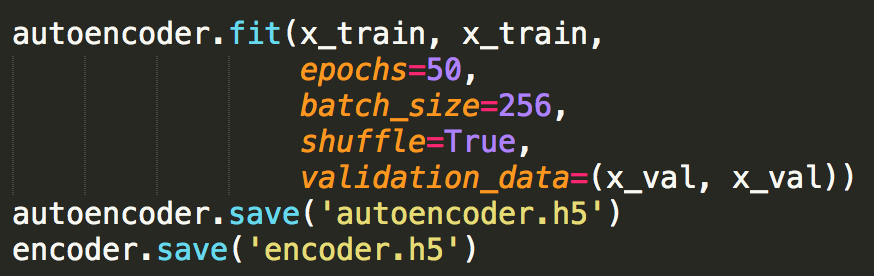 autoencoder.fit(x_train, x_train,
epochs=50,
batch_size=256,
shuffle=True,
validation_data=(x_val, x_val))
autoencoder.save('autoencoder.h5')
encoder.save('encoder.h5')